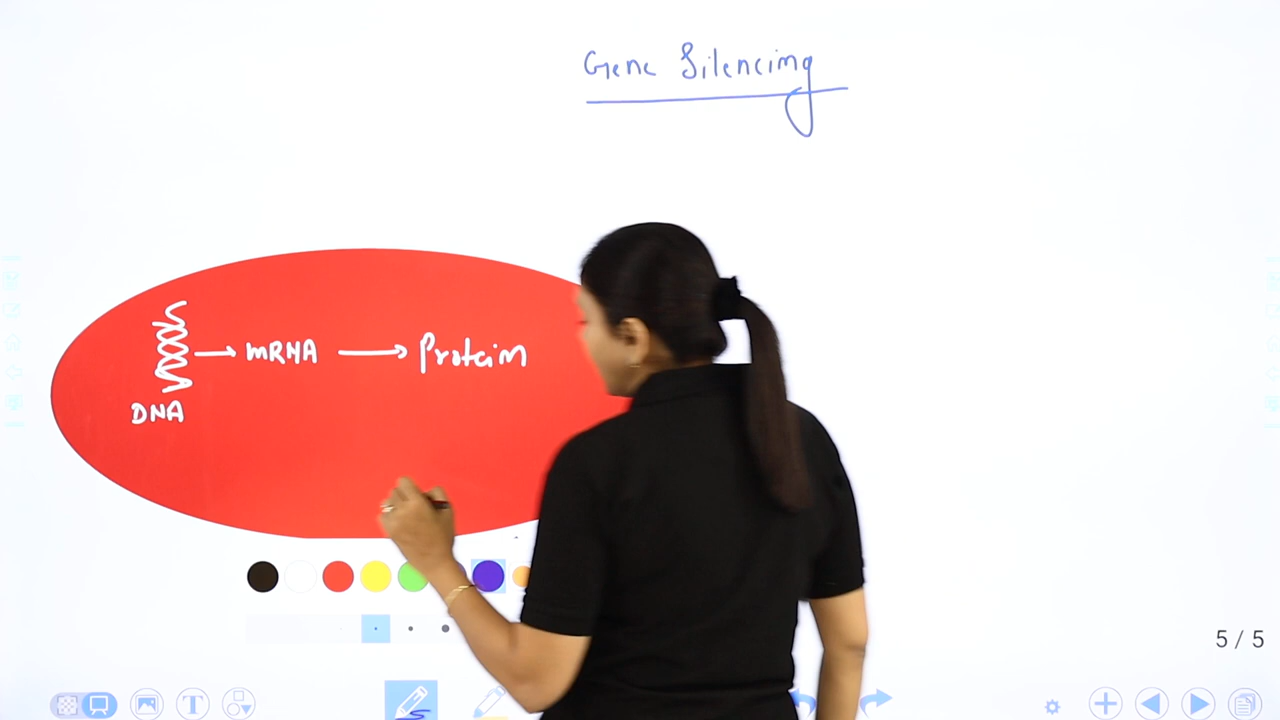 Gene Silencing
mRNA
Protein
DNA
5 / 5
T